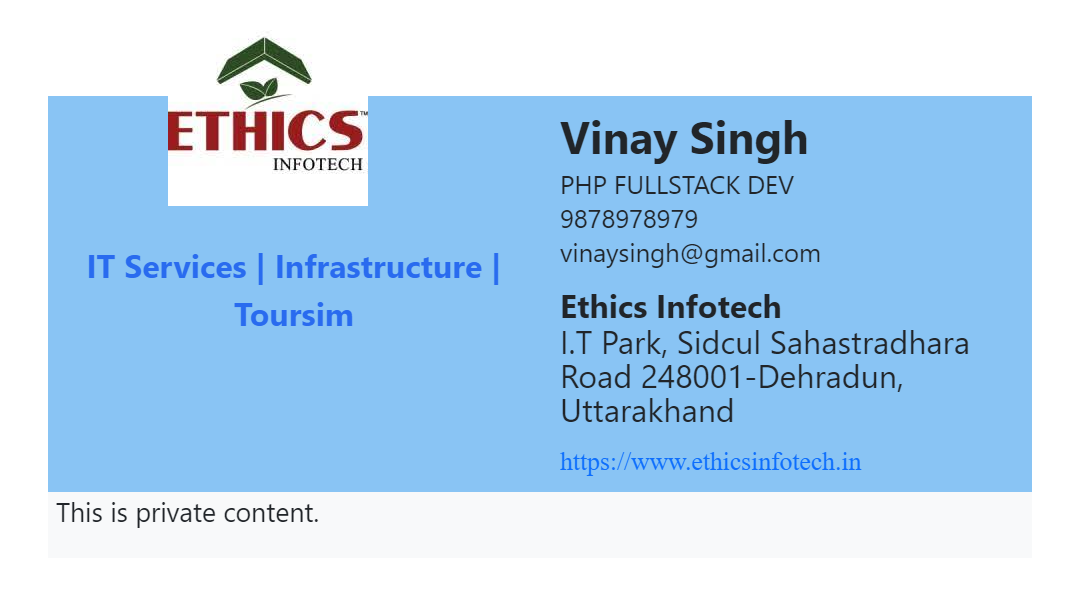 ETHICS™
INFOTECH
IT Services | Infrastructure |
Toursim
Vinay Singh
PHP FULLSTACK DEV
9878978979
vinaysingh@gmail.com
Ethics Infotech
I.T Park, Sidcul Sahastradhara
Road 248001-Dehradun,
Uttarakhand
https://www.ethicsinfotech.in
This is private content.